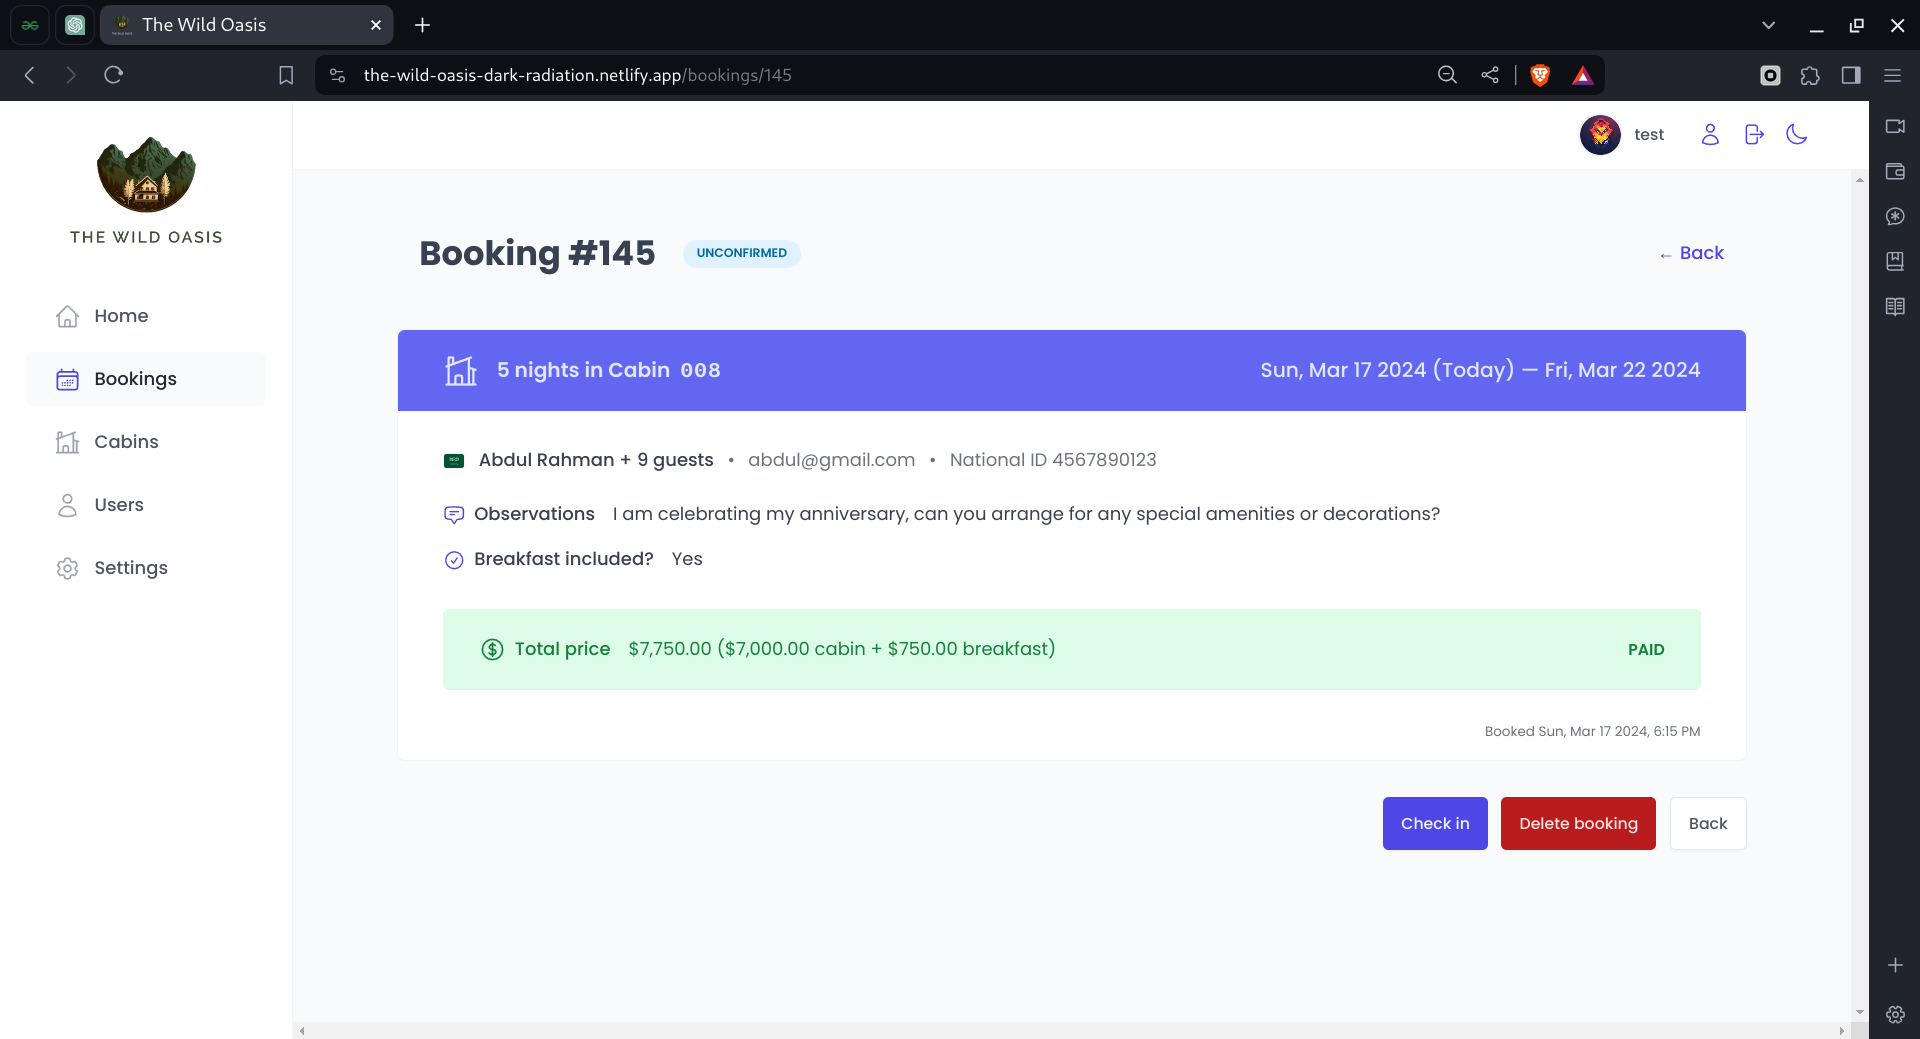 The Wild Oasis
the-wild-oasis-dark-radiation.netlify.app/bookings/145
test
THE WILD OASIS
Home
Bookings
Cabins
Users
Settings
Booking #145 UNCONFIRMED ← Back
5 nights in Cabin 008 Sun, Mar 17 2024 (Today) — Fri, Mar 22 2024
Abdul Rahman + 9 guests • abdul@gmail.com • National ID 4567890123
Observations I am celebrating my anniversary, can you arrange for any special amenities or decorations?
Breakfast included? Yes
Total price $7,750.00 ($7,000.00 cabin + $750.00 breakfast) PAID
Booked Sun, Mar 17 2024, 6:15 PM
Check in Delete booking Back